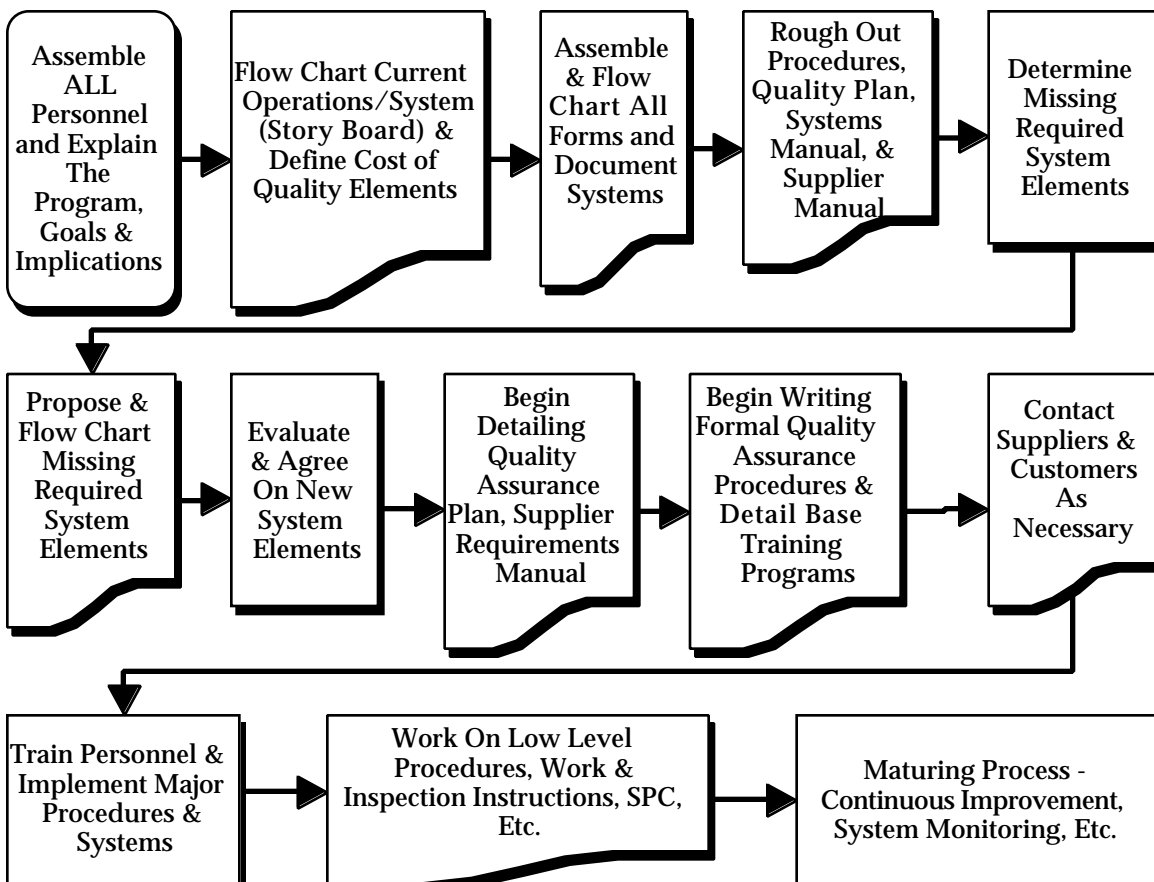 Assemble
ALL
Personnel
and Explain
The
Program,
Goals &
Implications
Flow Chart Current
Operations/System
(Story Board) &
Define Cost of
Quality Elements
Assemble
& Flow
Chart All
Forms and
Document
Systems
Rough Out
Procedures,
Quality Plan,
Systems
Manual, &
Supplier
Manual
Determine
Missing
Required
System
Elements
Propose &
Flow Chart
Missing
Required
System
Elements
Evaluate
& Agree
On New
System
Elements
Begin
Detailing
Quality
Assurance
Plan, Supplier
Requirements
Manual
Begin Writing
Formal Quality
Assurance
Procedures &
Detail Base
Training
Programs
Contact
Suppliers &
Customers
As
Necessary
Train Personnel &
Implement Major
Procedures &
Systems
Work On Low Level
Procedures, Work &
Inspection Instructions, SPC,
Etc.
Maturing Process -
Continuous Improvement,
System Monitoring, Etc.